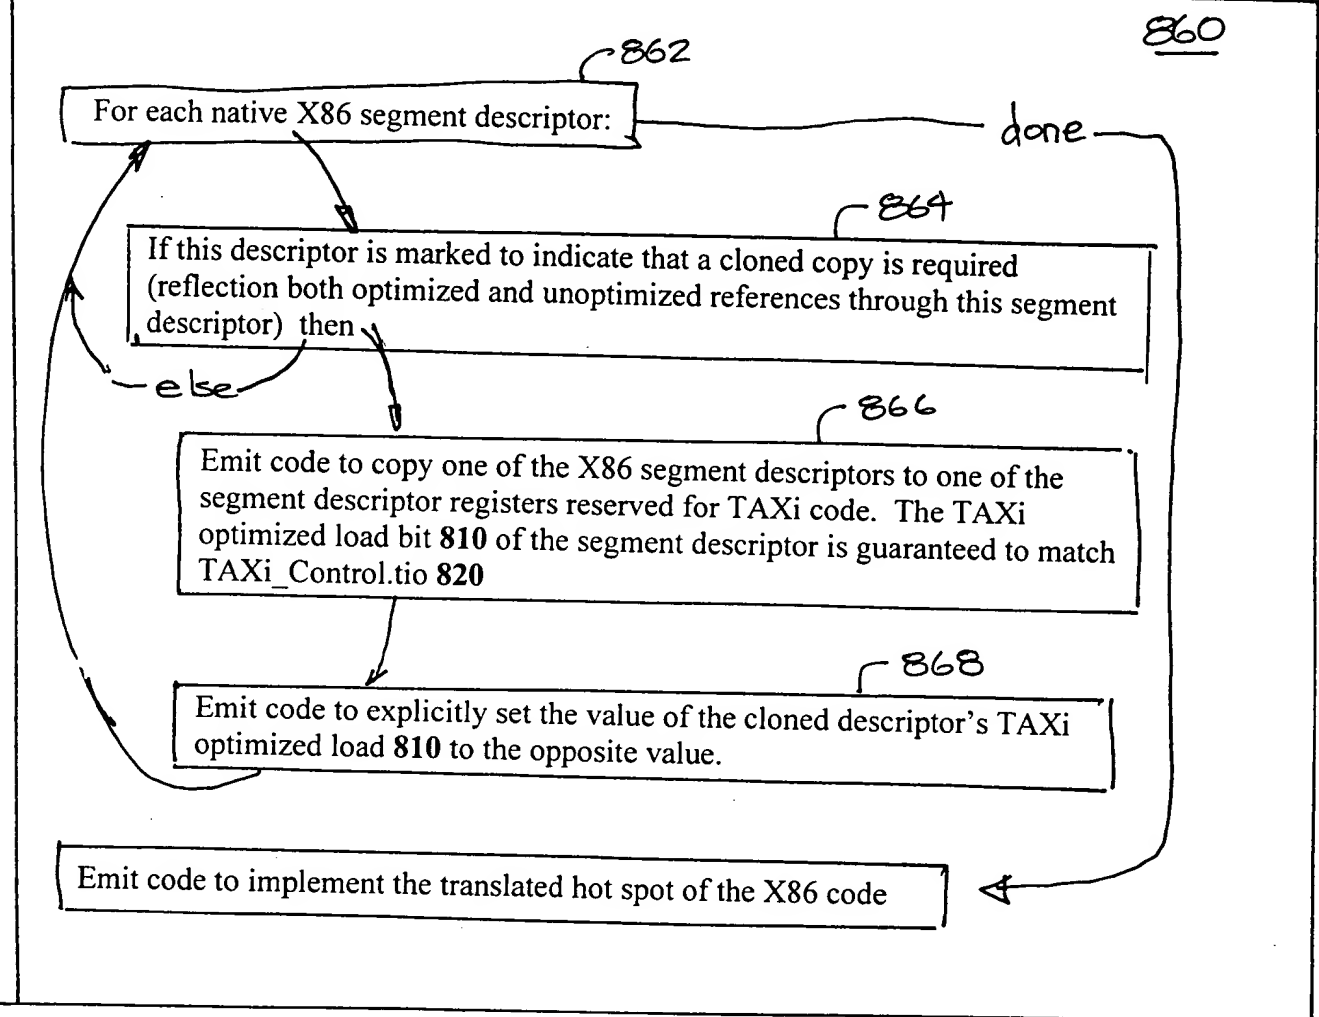 860
862
For each native X86 segment descriptor:
done
864
If this descriptor is marked to indicate that a cloned copy is required
(reflection both optimized and unoptimized references through this segment
descriptor) then
else
866
Emit code to copy one of the X86 segment descriptors to one of the
segment descriptor registers reserved for TAXi code. The TAXi
optimized load bit 810 of the segment descriptor is guaranteed to match
TAXi_Control.tio 820
868
Emit code to explicitly set the value of the cloned descriptor's TAXi
optimized load 810 to the opposite value.
Emit code to implement the translated hot spot of the X86 code